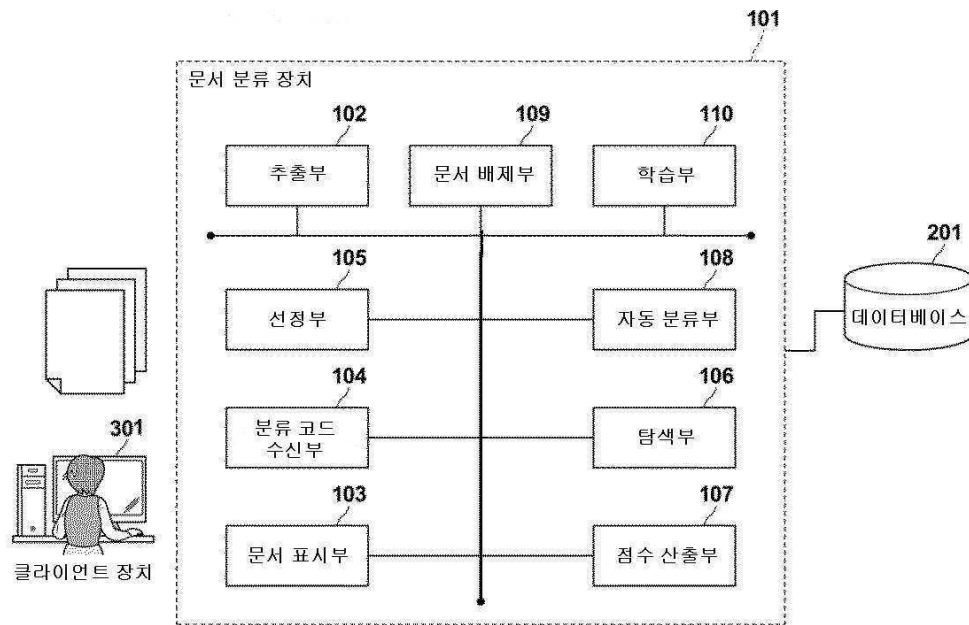 101
문서 분류 장치
102
109
110
추출부
문서 배제부
학습부
105
108
201
선정부
자동 분류부
데이터베이스
104
106
분류 코드
수신부
탐색부
301
103
107
문서 표시부
점수 산출부
클라이언트 장치